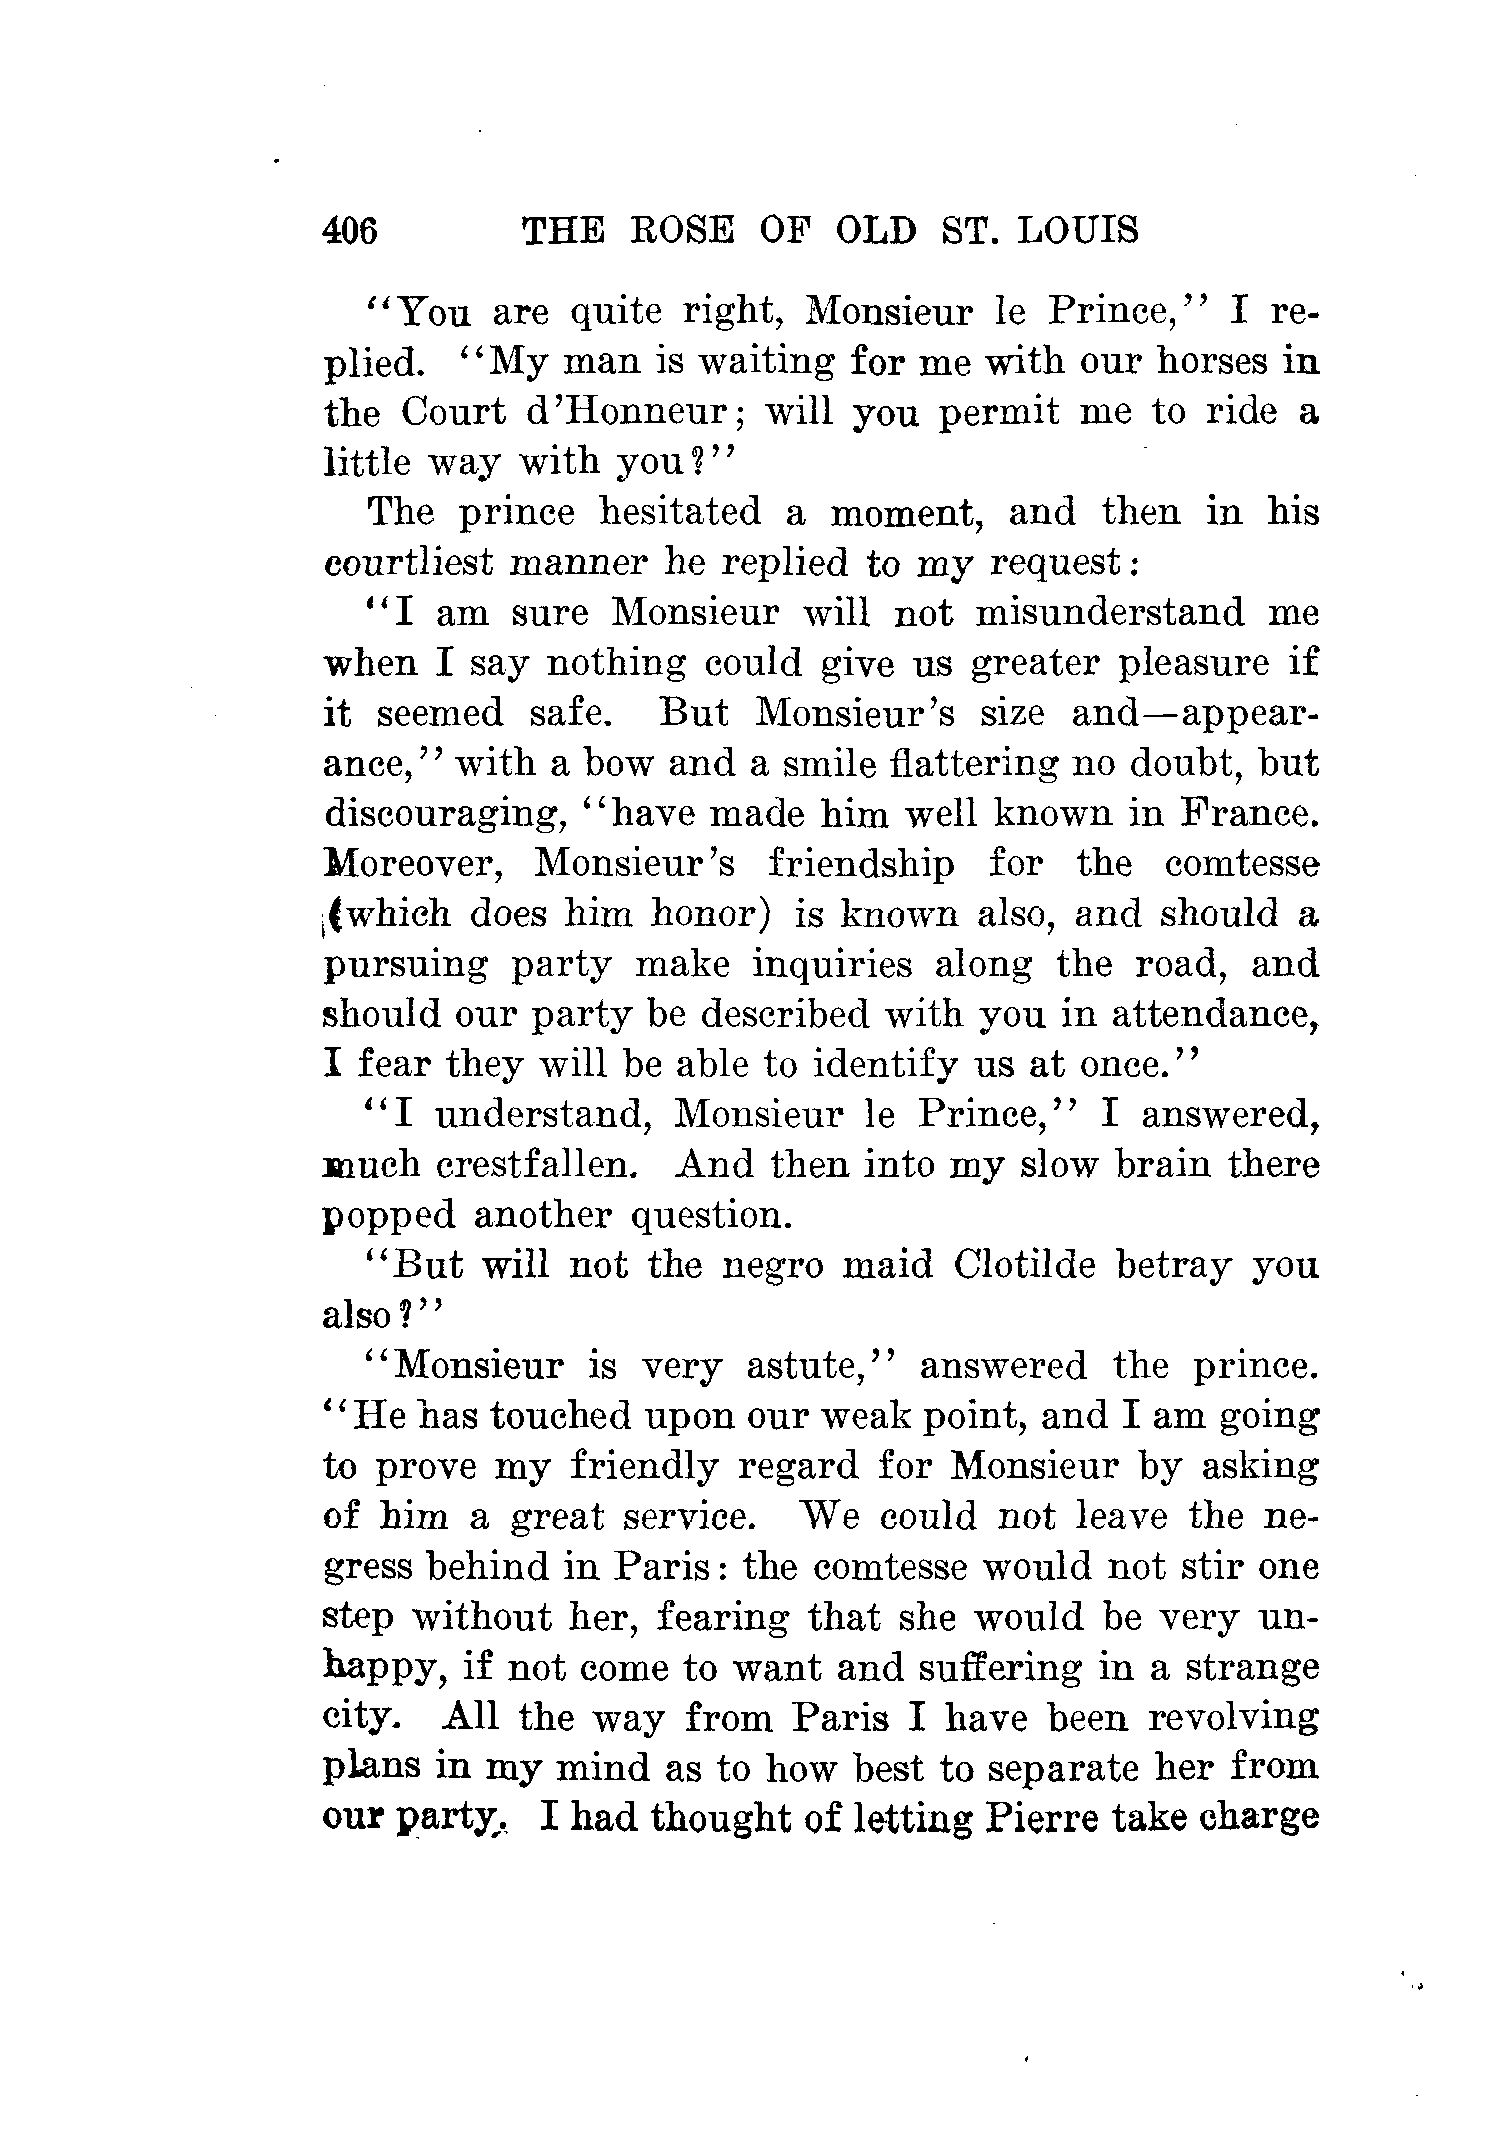 406 THE ROSE OF OLD ST. LOUIS
"You are quite right, Monsieur le Prince," I re-
plied. "My man is waiting for me with our horses in
the Court d'Honneur; will you permit me to ride a
little way with you?"
The prince hesitated a moment, and then in his
courtliest manner he replied to my request:
"I am sure Monsieur will not misunderstand me
when I say nothing could give us greater pleasure if
it seemed safe. But Monsieur's size and—appear-
ance," with a bow and a smile flattering no doubt, but
discouraging, "have made him well known in France.
Moreover, Monsieur's friendship for the comtesse
(which does him honor) is known also, and should a
pursuing party make inquiries along the road, and
should our party be described with you in attendance,
I fear they will be able to identify us at once."
"I understand, Monsieur le Prince," I answered,
much crestfallen. And then into my slow brain there
popped another question.
"But will not the negro maid Clotilde betray you
also?"
"Monsieur is very astute," answered the prince.
"He has touched upon our weak point, and I am going
to prove my friendly regard for Monsieur by asking
of him a great service. We could not leave the ne-
gress behind in Paris: the comtesse would not stir one
step without her, fearing that she would be very un-
happy, if not come to want and suffering in a strange
city. All the way from Paris I have been revolving
plans in my mind as to how best to separate her from
our party. I had thought of letting Pierre take charge